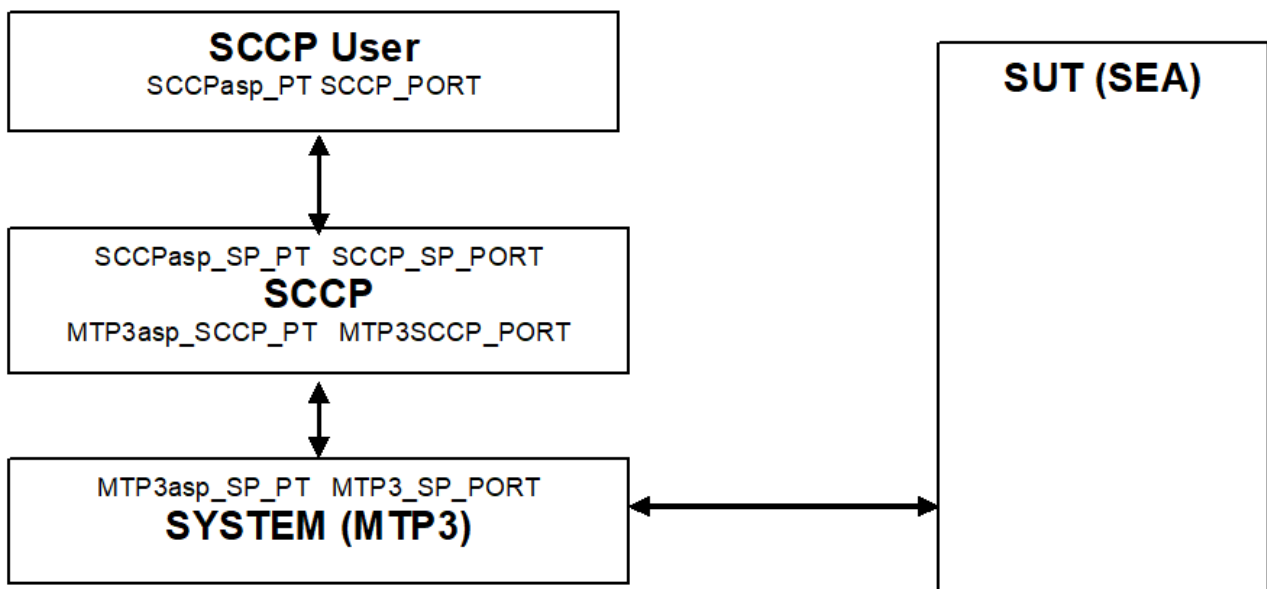 SCCP User
SCCPasp_PT SCCP_PORT
SUT (SEA)
SCCPasp_SP_PT SCCP_SP_PORT
SCCP
MTP3asp_SCCP_PT MTP3SCCP_PORT
MTP3asp_SP_PT MTP3_SP_PORT
SYSTEM (MTP3)